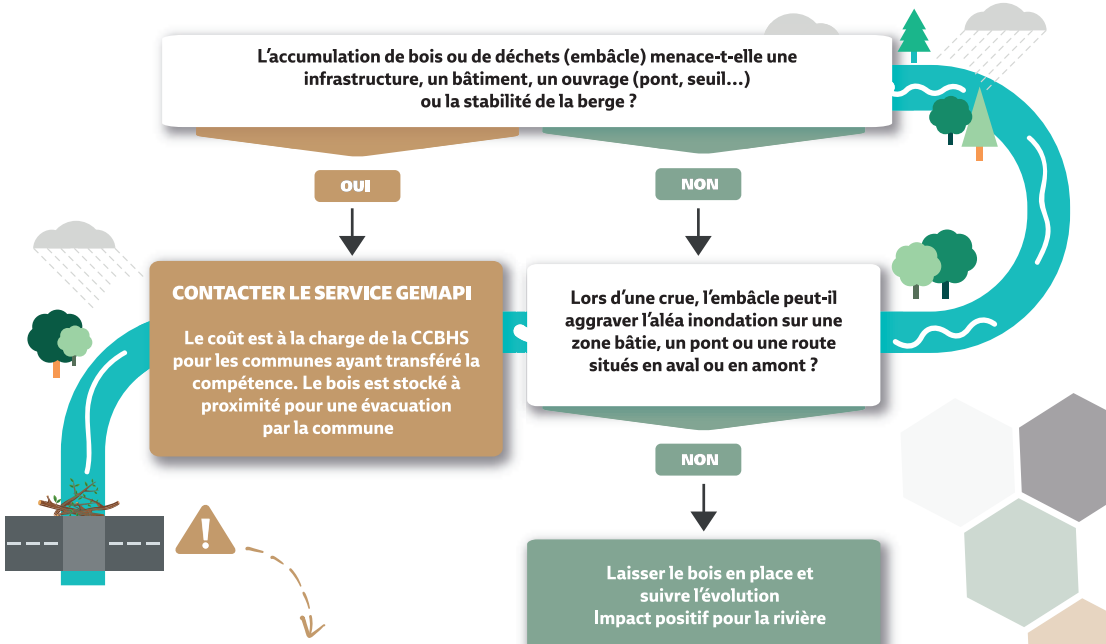 L'accumulation de bois ou de déchets (embâcle) menace-t-elle une
infrastructure, un bâtiment, un ouvrage (pont, seuil...)
ou la stabilité de la berge ?
OUI
NON
CONTACTER LE SERVICE GEMAPI
Le coût est à la charge de la CCBHS
pour les communes ayant transféré la
compétence. Le bois est stocké à
proximité pour une évacuation
par la commune
Lors d'une crue, l'embâcle peut-il
aggraver l'aléa inondation sur une
zone bâtie, un pont ou une route
situés en aval ou en amont ?
NON
Laisser le bois en place et
suivre l'évolution
Impact positif pour la rivière